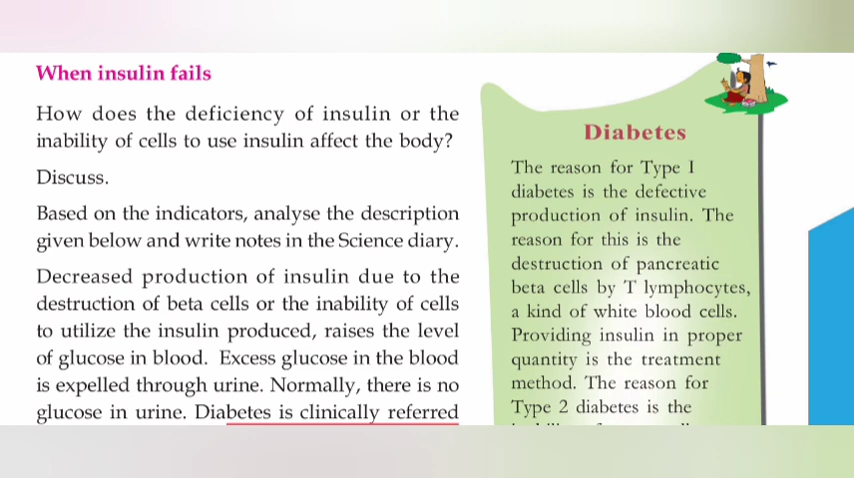 When insulin fails
How does the deficiency of insulin or the
inability of cells to use insulin affect the body?
Discuss.
Based on the indicators, analyse the description
given below and write notes in the Science diary.
Decreased production of insulin due to the
destruction of beta cells or the inability of cells
to utilize the insulin produced, raises the level
of glucose in blood. Excess glucose in the blood
is expelled through urine. Normally, there is no
glucose in urine. Diabetes is clinically referred
Diabetes
The reason for Type I
diabetes is the defective
production of insulin. The
reason for this is the
destruction of pancreatic
beta cells by T lymphocytes,
a kind of white blood cells.
Providing insulin in proper
quantity is the treatment
method. The reason for
Type 2 diabetes is the